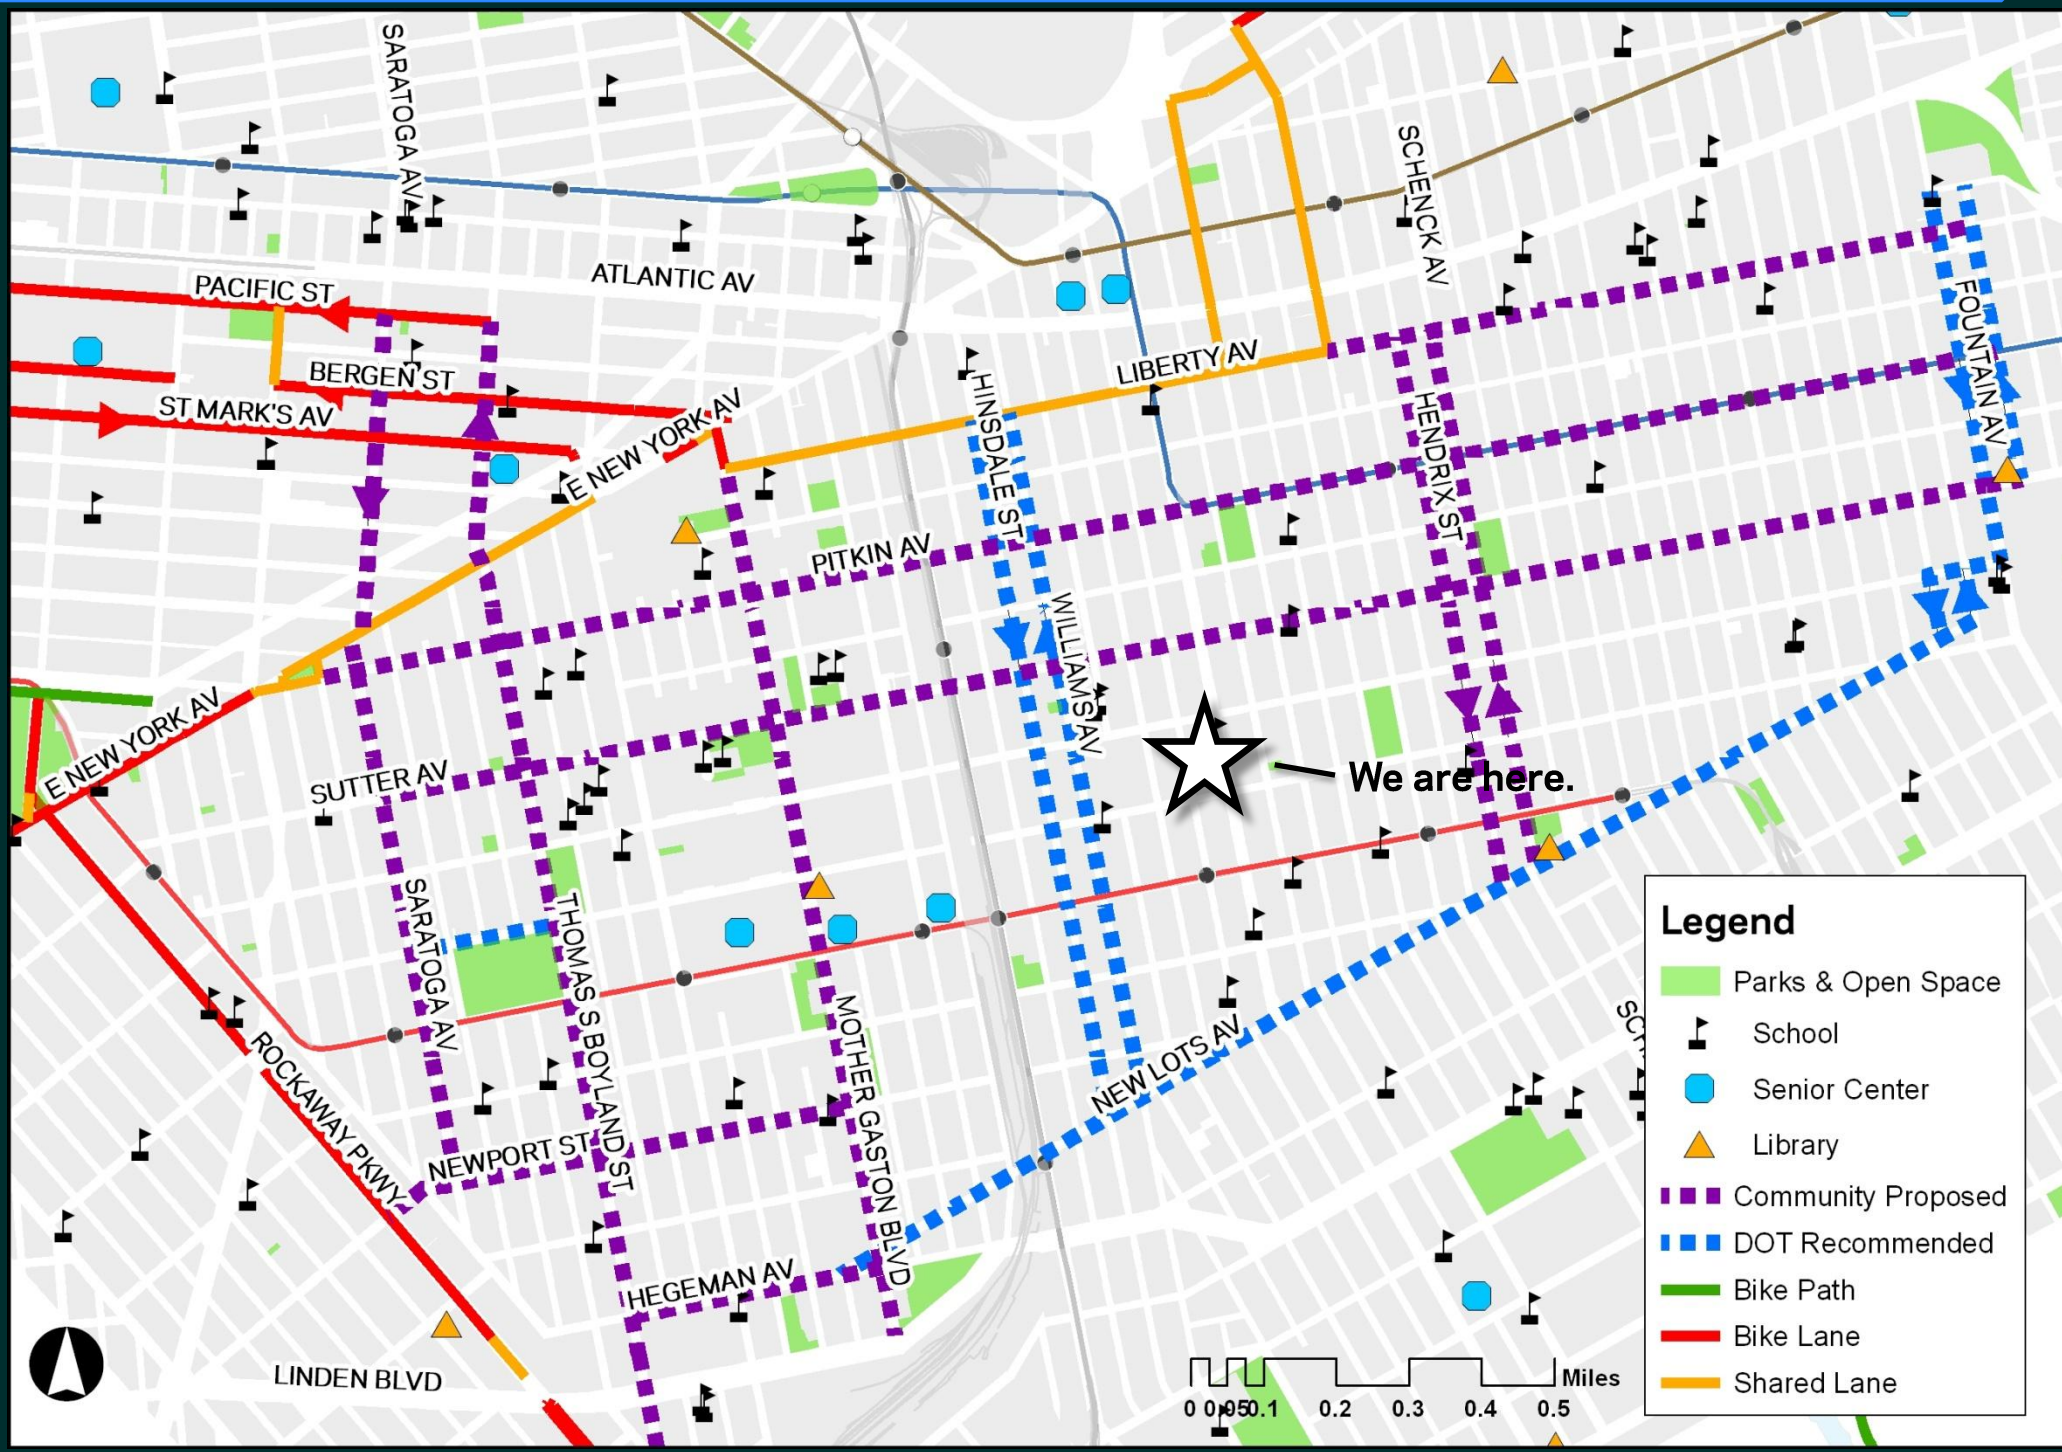 SARATOGA AV
SCHENCK AV
PACIFIC ST
ATLANTIC AV
BERGEN ST
ST MARK'S AV
E NEW YORK AV
LIBERTY AV
FOUNTAIN AV
HINSDALE ST
HENDRIX ST
PITKIN AV
WILLIAMS AV
E NEW YORK AV
SUTTER AV
We are here.
SARATOGA AV
THOMAS S BOYLAND ST
MOTHER GASTON BLVD
NEW LOTS AV
ROCKAWAY PKWY
NEWPORT ST
HEGEMAN AV
LINDEN BLVD
Legend
Parks & Open Space
School
Senior Center
Library
Community Proposed
DOT Recommended
Bike Path
Bike Lane
Shared Lane
Miles
0 0.05 0.1 0.2 0.3 0.4 0.5